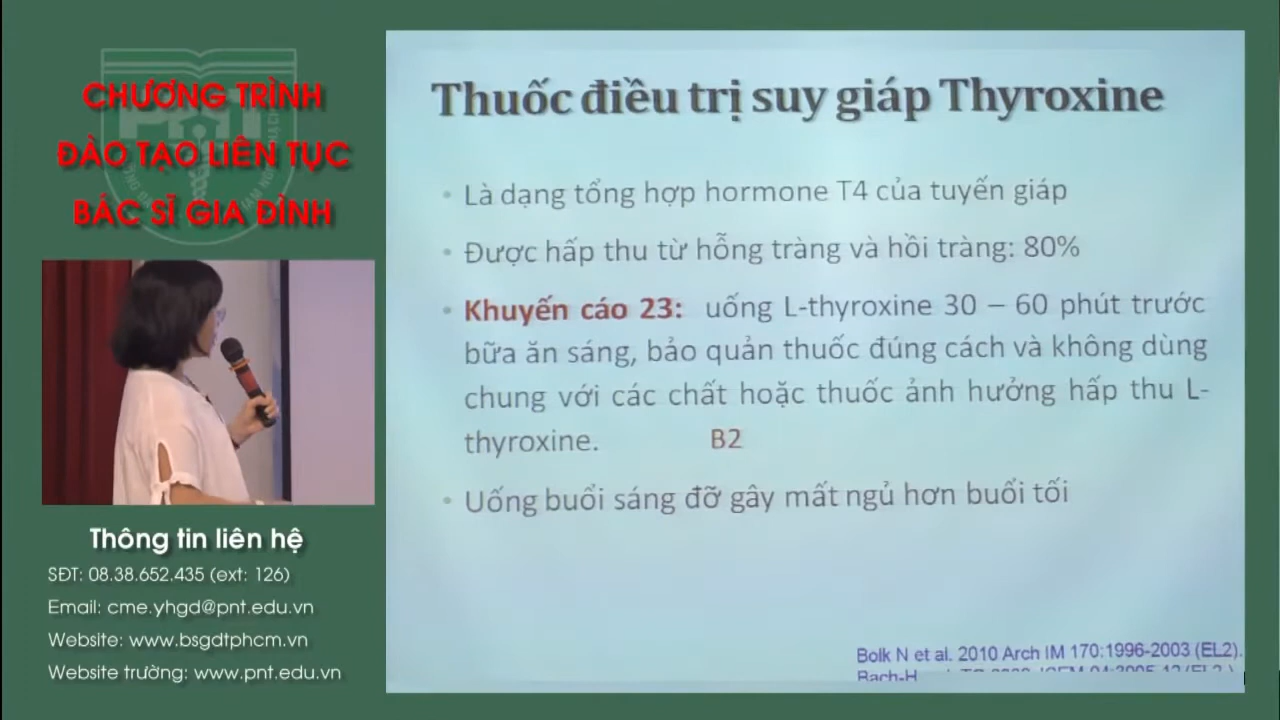 CHƯƠNG TRÌNH
ĐÀO TẠO LIÊN TỤC
BÁC SĨ GIA ĐÌNH
PNT
Thông tin liên hệ
SĐT: 08.38.652.435 (ext: 126)
Email: cme.yhgd@pnt.edu.vn
Website: www.bsgdtphcm.vn
Website trường: www.pnt.edu.vn
Thuốc điều trị suy giáp Thyroxine
• Là dạng tổng hợp hormone T4 của tuyến giáp
• Được hấp thu từ hỗng tràng và hồi tràng: 80%
• Khuyến cáo 23: uống L-thyroxine 30 – 60 phút trước
bữa ăn sáng, bảo quản thuốc đúng cách và không dùng
chung với các chất hoặc thuốc ảnh hưởng hấp thu L-
thyroxine. B2
• Uống buổi sáng đỡ gây mất ngủ hơn buổi tối
Bolk N et al. 2010 Arch IM 170:1996-2003 (EL2).
Bach-H